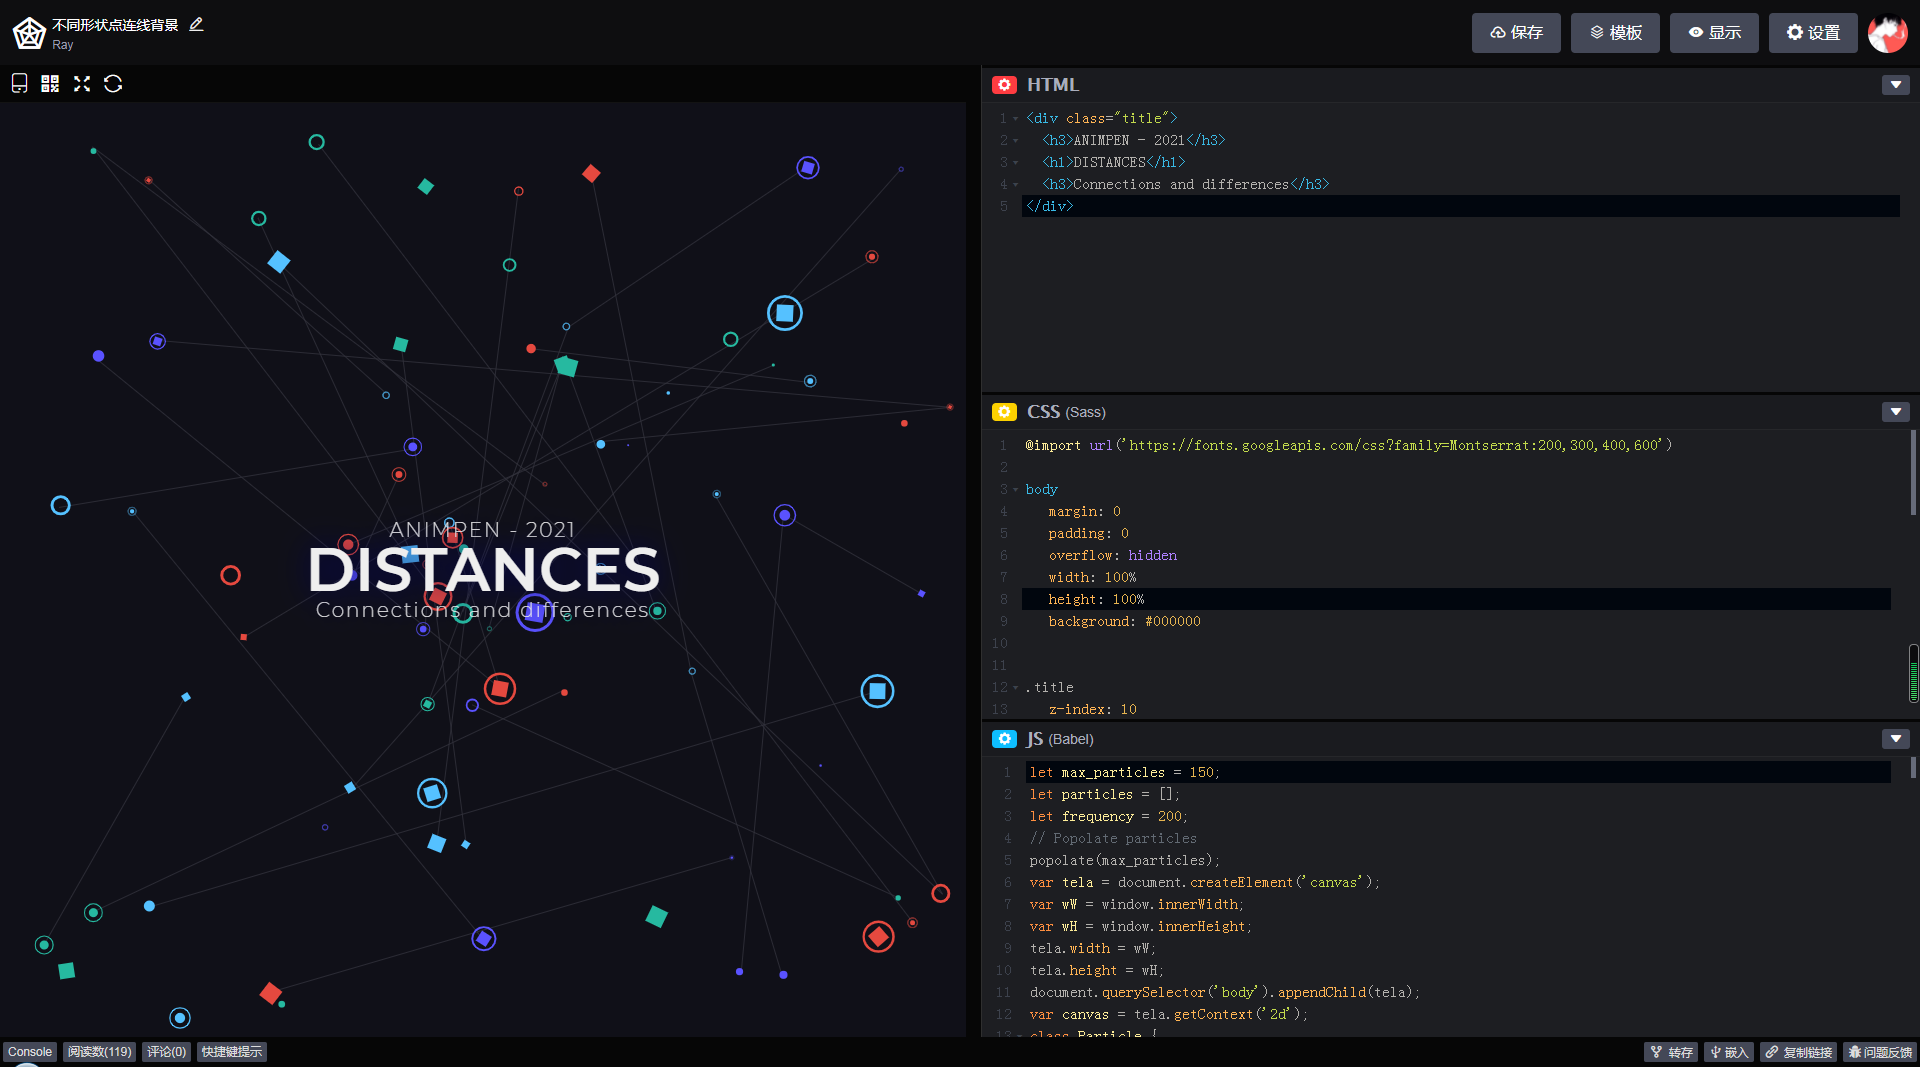 不同形状点连线背景
Ray
保存
模板
显示
设置
ANIMPEN - 2021
DISTANCES
Connections and differences
HTML
1 <div class="title">
2 <h3>ANIMPEN - 2021</h3>
3 <h1>DISTANCES</h1>
4 <h3>Connections and differences</h3>
5 </div>
CSS (Sass)
1 @import url('https://fonts.googleapis.com/css?family=Montserrat:200,300,400,600')
2
3 body
4 margin: 0
5 padding: 0
6 overflow: hidden
7 width: 100%
8 height: 100%
9 background: #000000
10
11
12 .title
13 z-index: 10
JS (Babel)
1 let max_particles = 150;
2 let particles = [];
3 let frequency = 200;
4 // Popolate particles
5 popolate(max_particles);
6 var tela = document.createElement('canvas');
7 var wW = window.innerWidth;
8 var wH = window.innerHeight;
9 tela.width = wW;
10 tela.height = wH;
11 document.querySelector('body').appendChild(tela);
12 var canvas = tela.getContext('2d');
13 class Particle {
Console
阅读数(119)
评论(0)
快捷键提示
转存
嵌入
复制链接
问题反馈